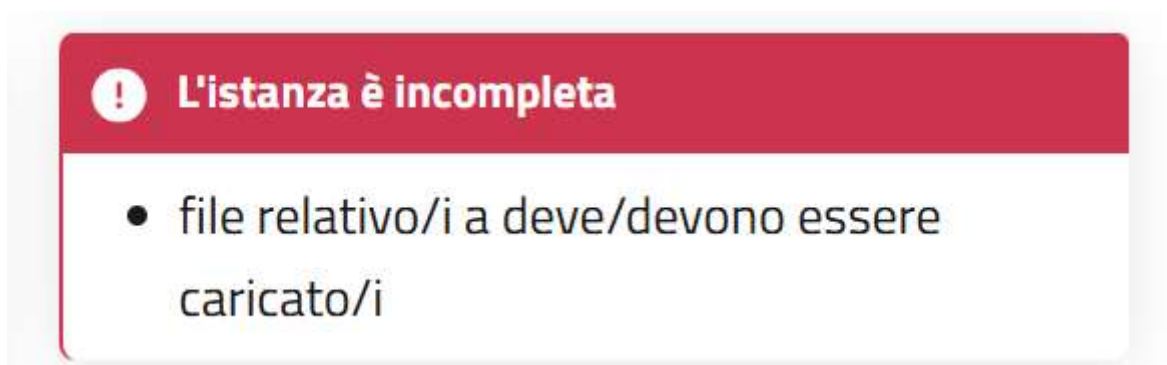 L'istanza è incompleta
file relativo/i a deve/devono essere
caricato/i